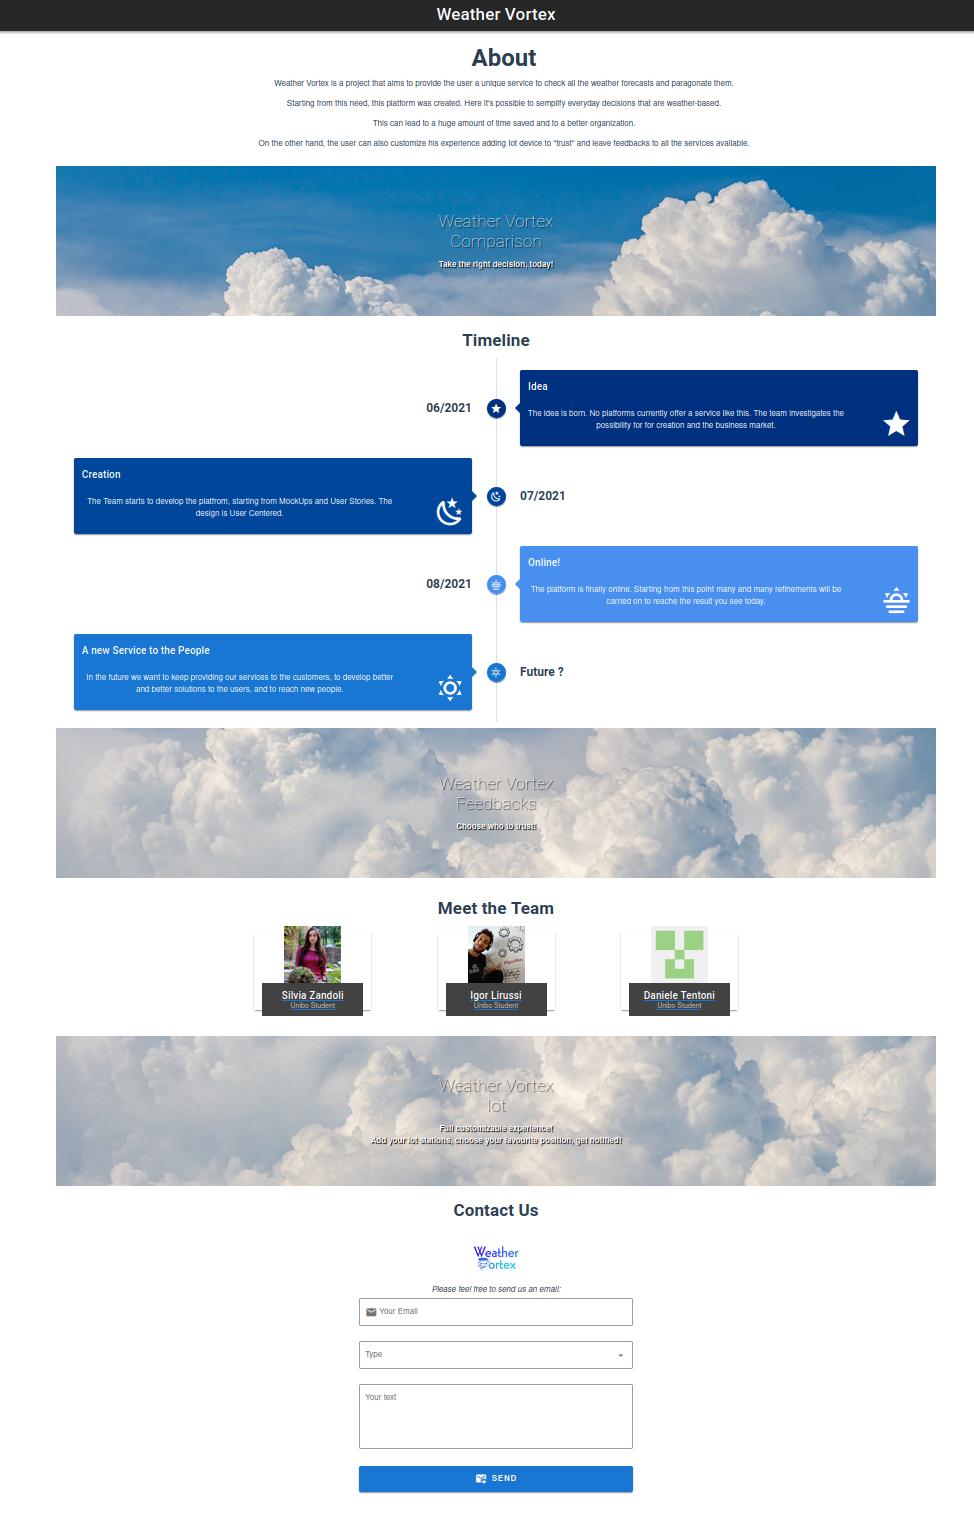 Weather Vortex
About
Weather Vortex is a project that aims to provide the user a unique service to check all the weather forecasts and paragonate them.
Starting from this need, this platform was created. Here it's possible to semplify everyday decisions that are weather-based.
This can lead to a huge amount of time saved and to a better organization.
On the other hand, the user can also customize his experience adding Iot device to "trust" and leave feedbacks to all the services available.
Weather Vortex
Comparison
Take the right decision, today!
Timeline
06/2021
Idea
The idea is born. No platforms currently offer a service like this. The team investigates the
possibility for for creation and the business market.
Creation
The Team starts to develop the platfrom, starting from MockUps and User Stories. The
design is User Centered.
07/2021
08/2021
Online!
The platform is finally online. Starting from this point many and many refinements will be
carried on to reache the result you see today.
A new Service to the People
In the future we want to keep providing our services to the customers, to develop better
and better solutions to the users, and to reach new people.
Future ?
Weather Vortex
Feedbacks
Choose who to trust!
Meet the Team
Algorithm
Silvia Zandoli
Unibo Student
Igor Lirussi
Unibo Student
Daniele Tentoni
Unibo Student
Weather Vortex
Iot
Full customizable experience!
Add your Iot stations, choose your favourite position, get notified!
Contact Us
Weather
Vortex
Please feel free to send us an email:
Your Email
Type
Your text
SEND